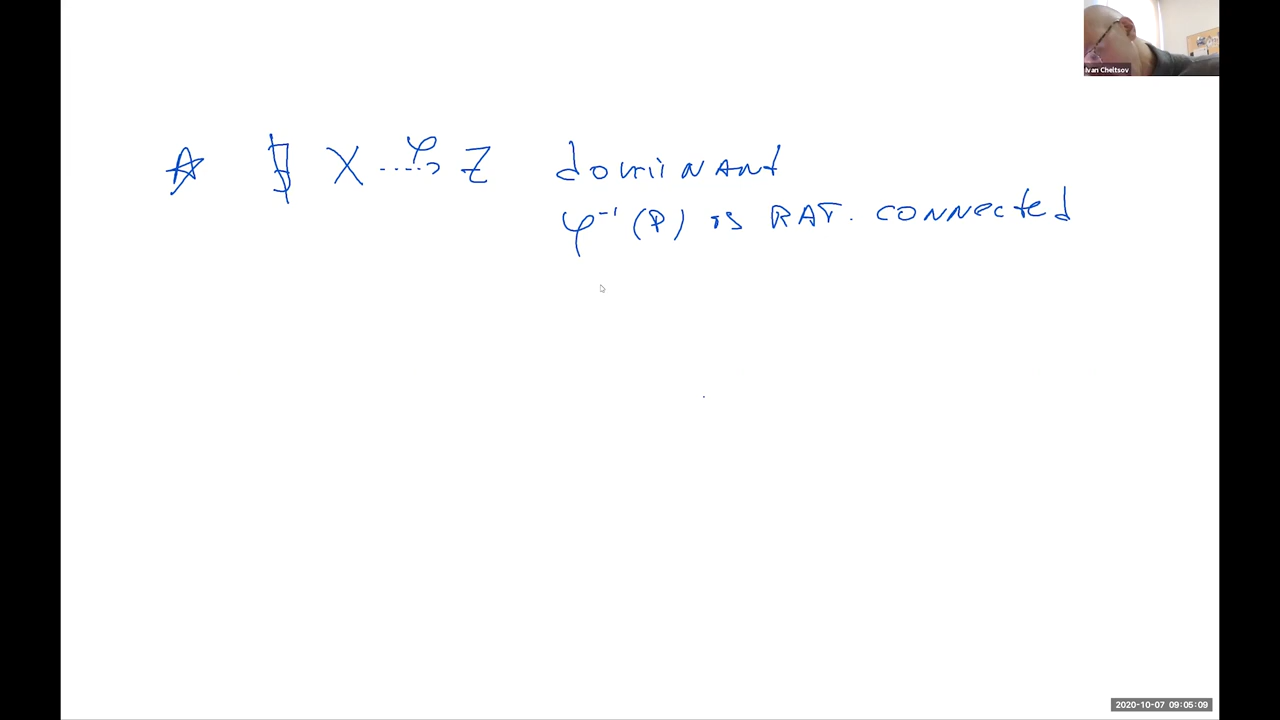 Ivan Cheltsov
☆ ∃ X ⇢ Z dominant
φ
φ⁻¹(P) is RAT. connected
2020-10-07 09:05:09